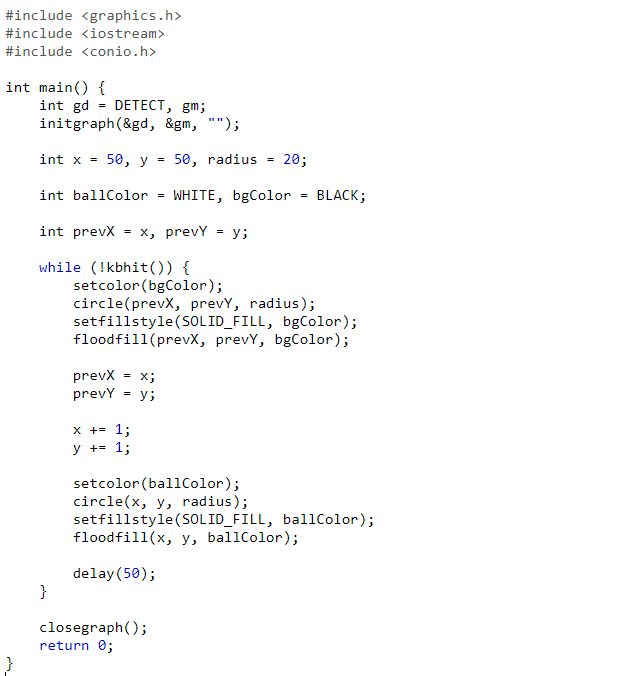 #include <graphics.h>
#include <iostream>
#include <conio.h>

int main() {
    int gd = DETECT, gm;
    initgraph(&gd, &gm, "");

    int x = 50, y = 50, radius = 20;

    int ballColor = WHITE, bgColor = BLACK;

    int prevX = x, prevY = y;

    while (!kbhit()) {
        setcolor(bgColor);
        circle(prevX, prevY, radius);
        setfillstyle(SOLID_FILL, bgColor);
        floodfill(prevX, prevY, bgColor);

        prevX = x;
        prevY = y;

        x += 1;
        y += 1;

        setcolor(ballColor);
        circle(x, y, radius);
        setfillstyle(SOLID_FILL, ballColor);
        floodfill(x, y, ballColor);

        delay(50);
    }

    closegraph();
    return 0;
}